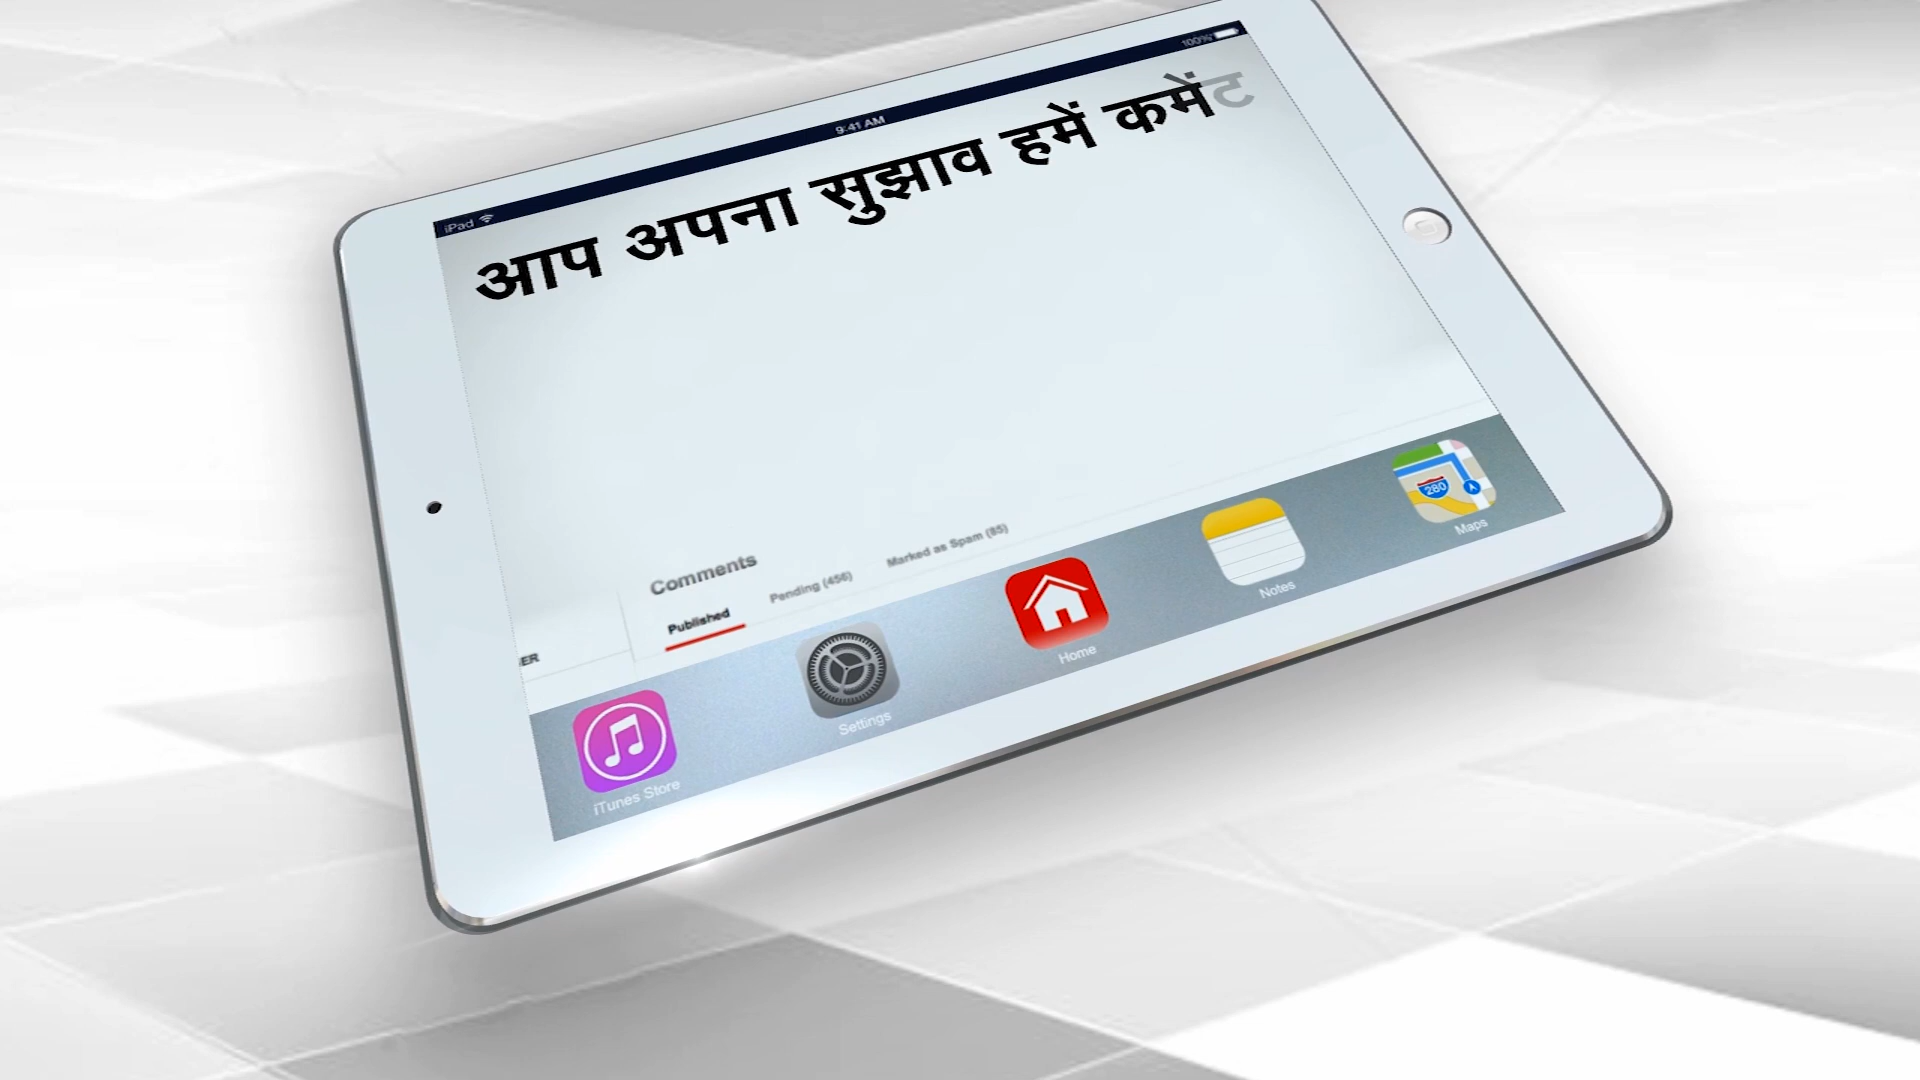 iPad 9:41 AM 100%
आप अपना सुझाव हमें कमेंट
Comments
Published Pending (456) Marked as Spam (85)
ER
iTunes Store Settings Home Notes Maps
280